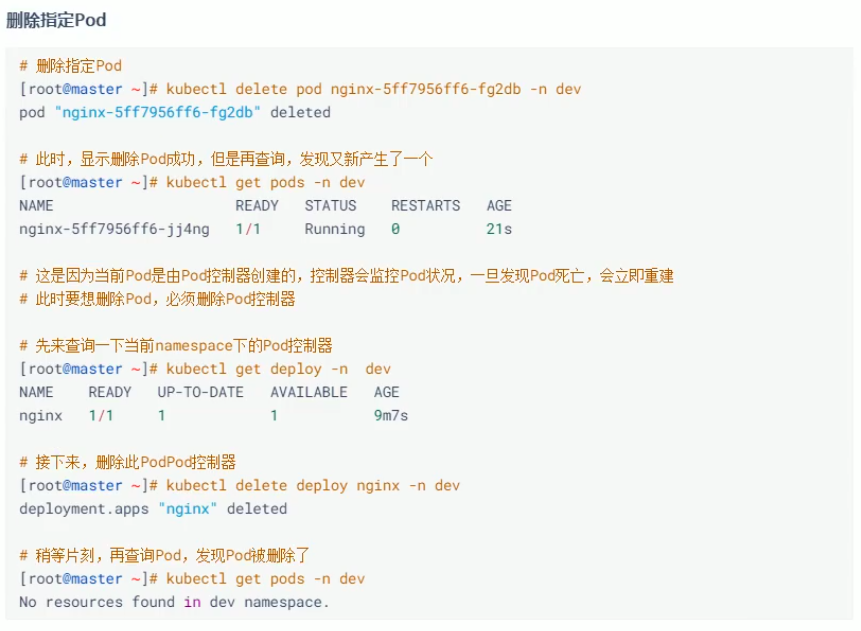 删除指定Pod
# 删除指定Pod
[root@master ~]# kubectl delete pod nginx-5ff7956ff6-fg2db -n dev
pod "nginx-5ff7956ff6-fg2db" deleted
# 此时，显示删除Pod成功，但是再查询，发现又新产生了一个
[root@master ~]# kubectl get pods -n dev
NAME READY STATUS RESTARTS AGE
nginx-5ff7956ff6-jj4ng 1/1 Running 0 21s
# 这是因为当前Pod是由Pod控制器创建的，控制器会监控Pod状况，一旦发现Pod死亡，会立即重建
# 此时要想删除Pod，必须删除Pod控制器
# 先来查询一下当前namespace下的Pod控制器
[root@master ~]# kubectl get deploy -n  dev
NAME READY UP-TO-DATE AVAILABLE AGE
nginx 1/1 1 1 9m7s
# 接下来，删除此PodPod控制器
[root@master ~]# kubectl delete deploy nginx -n dev
deployment.apps "nginx" deleted
# 稍等片刻，再查询Pod，发现Pod被删除了
[root@master ~]# kubectl get pods -n dev
No resources found in dev namespace.